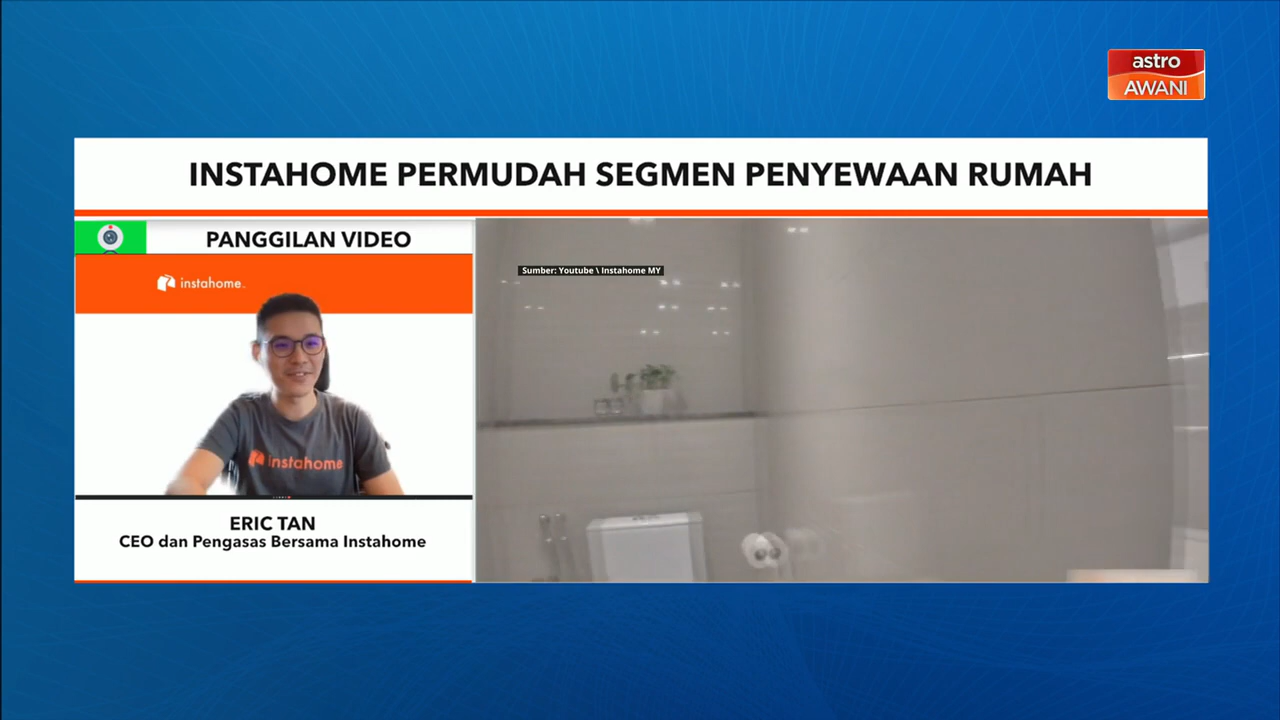 astro
AWANI
INSTAHOME PERMUDAH SEGMEN PENYEWAAN RUMAH
PANGGILAN VIDEO
instahome
Sumber: Youtube \ Instahome MY
instahome
ERIC TAN
CEO dan Pengasas Bersama Instahome